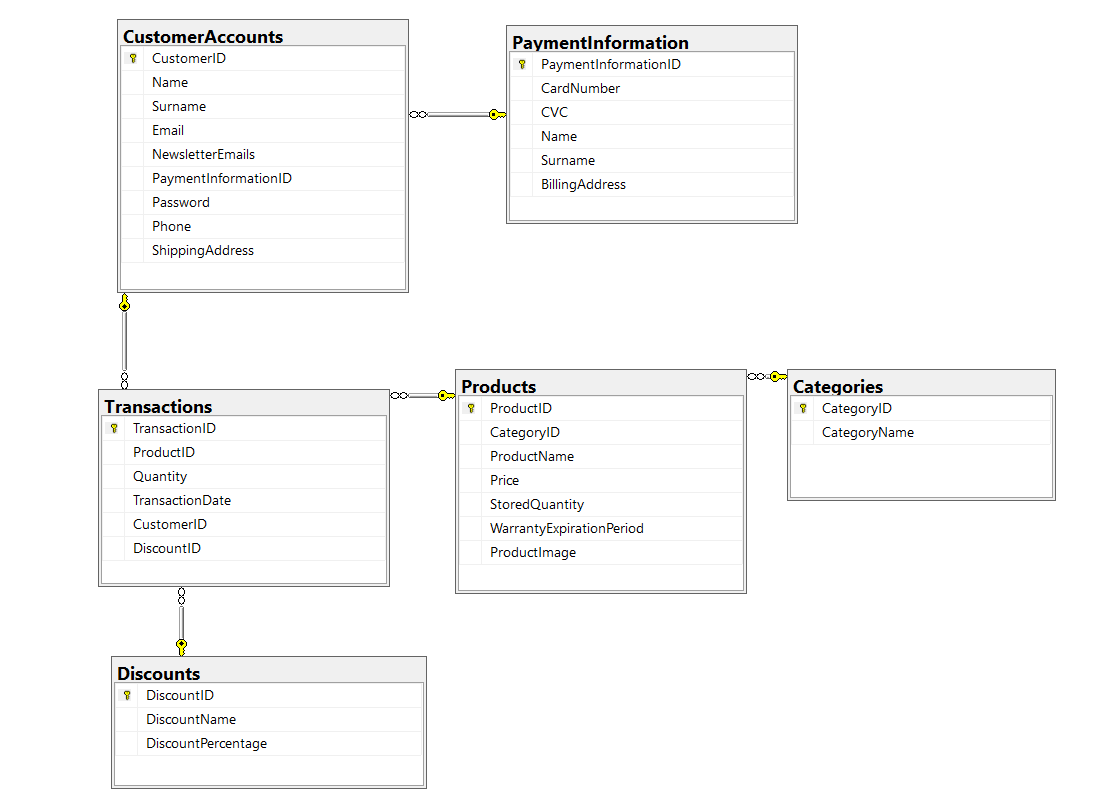 CustomerAccounts
CustomerID
Name
Surname
Email
NewsletterEmails
PaymentInformationID
Password
Phone
ShippingAddress
PaymentInformation
PaymentInformationID
CardNumber
CVC
Name
Surname
BillingAddress
Transactions
TransactionID
ProductID
Quantity
TransactionDate
CustomerID
DiscountID
Products
ProductID
CategoryID
ProductName
Price
StoredQuantity
WarrantyExpirationPeriod
ProductImage
Categories
CategoryID
CategoryName
Discounts
DiscountID
DiscountName
DiscountPercentage